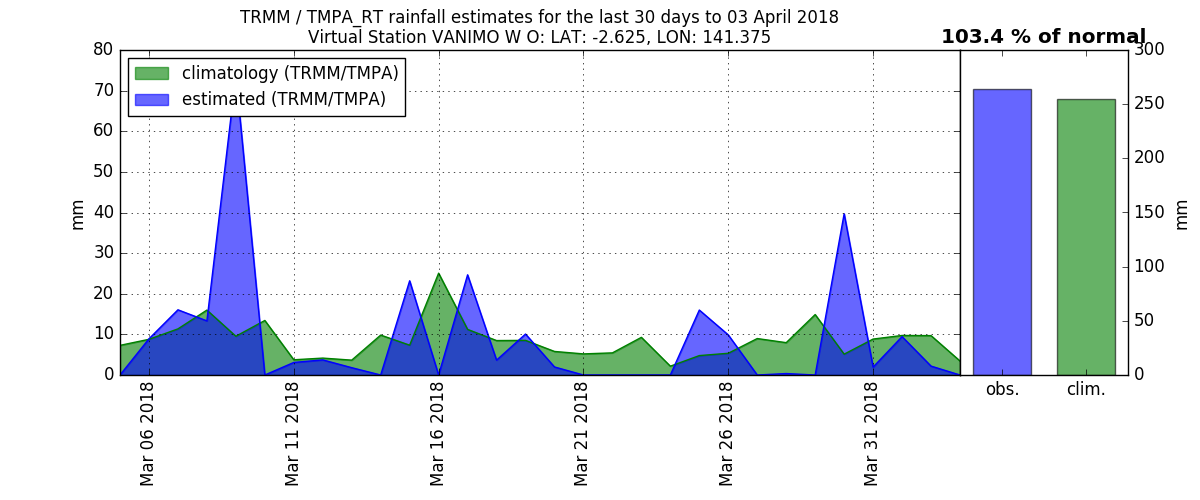 TRMM / TMPA_RT rainfall estimates for the last 30 days to 03 April 2018
Virtual Station VANIMO W O: LAT: -2.625, LON: 141.375
103.4 % of normal
climatology (TRMM/TMPA)
estimated (TRMM/TMPA)
80
70
60
50
40
30
20
10
0
mm
Mar 06 2018
Mar 11 2018
Mar 16 2018
Mar 21 2018
Mar 26 2018
Mar 31 2018
300
250
200
150
100
50
0
mm
obs.
clim.